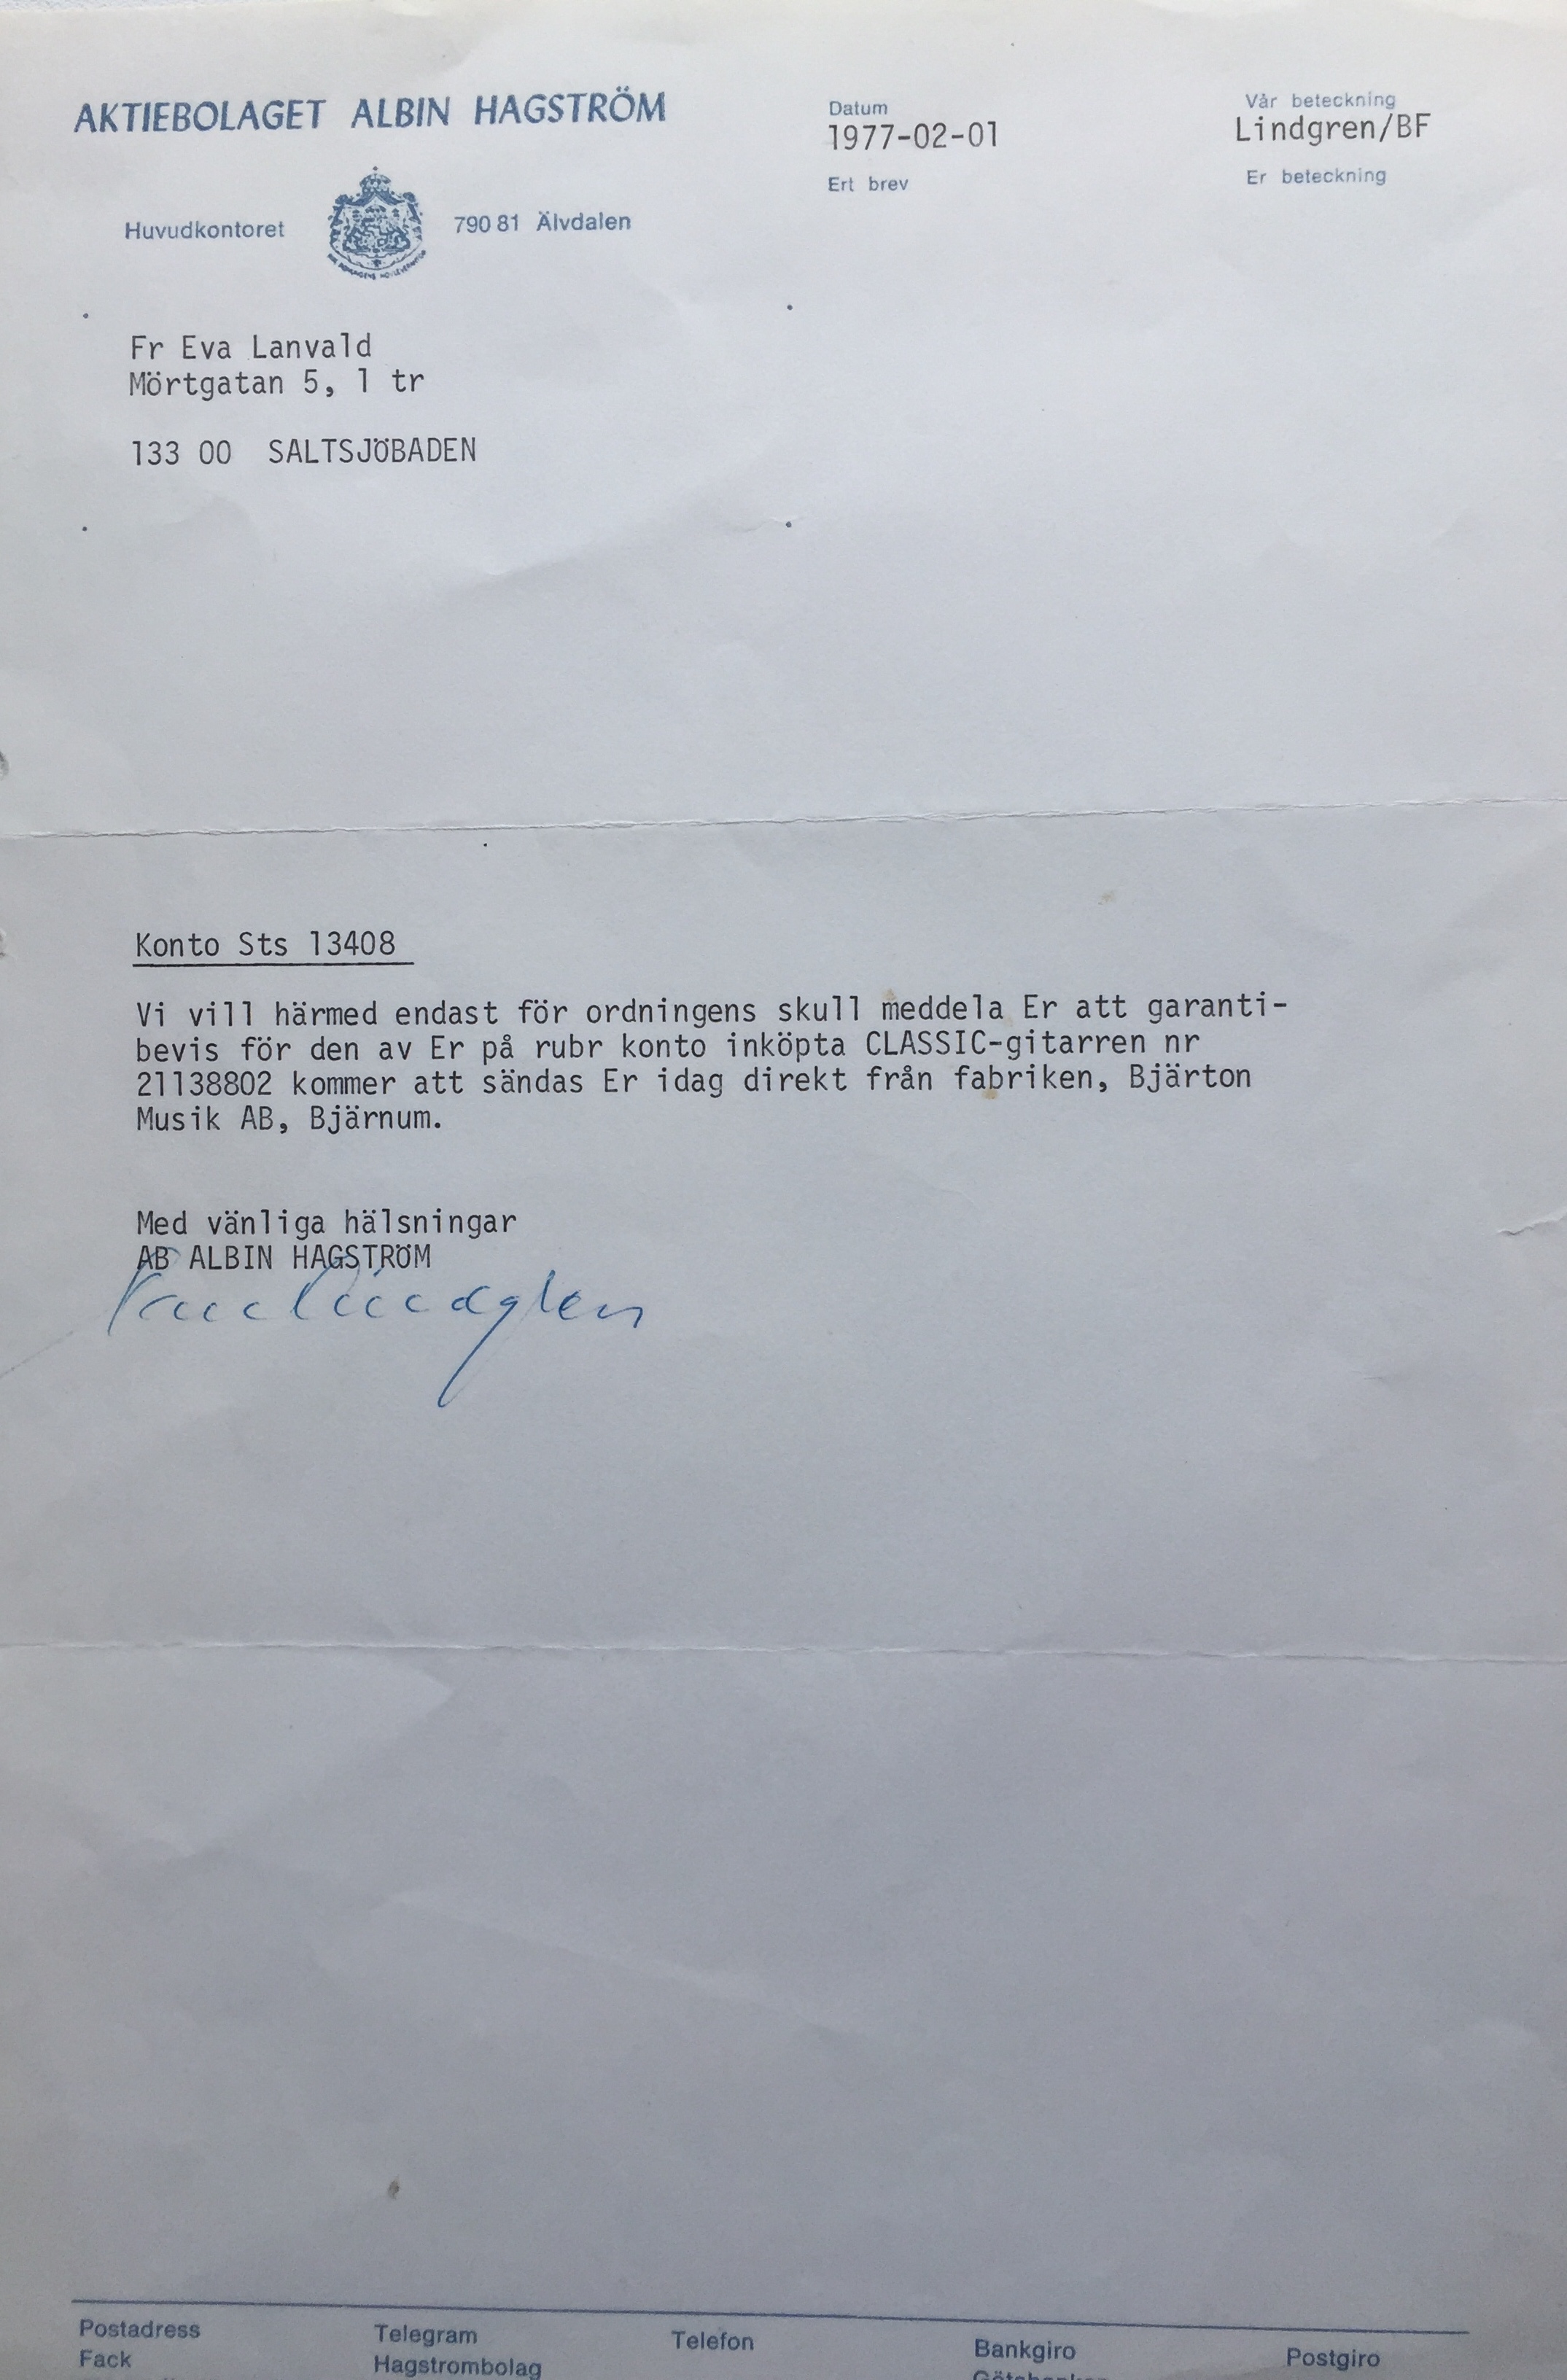 AKTIEBOLAGET ALBIN HAGSTRÖM
Huvudkontoret 790 81 Älvdalen
Datum
1977-02-01
Ert brev
Vår beteckning
Lindgren/BF
Er beteckning
Fr Eva Lanvald
Mörtgatan 5, 1 tr
133 00 SALTSJÖBADEN
Konto Sts 13408
Vi vill härmed endast för ordningens skull meddela Er att garanti-
bevis för den av Er på rubr konto inköpta CLASSIC-gitarren nr
21138802 kommer att sändas Er idag direkt från fabriken, Bjärton
Musik AB, Bjärnum.
Med vänliga hälsningar
AB ALBIN HAGSTRÖM
Postadress
Fack
Telegram
Hagstrombolag
Telefon
Bankgiro
Postgiro